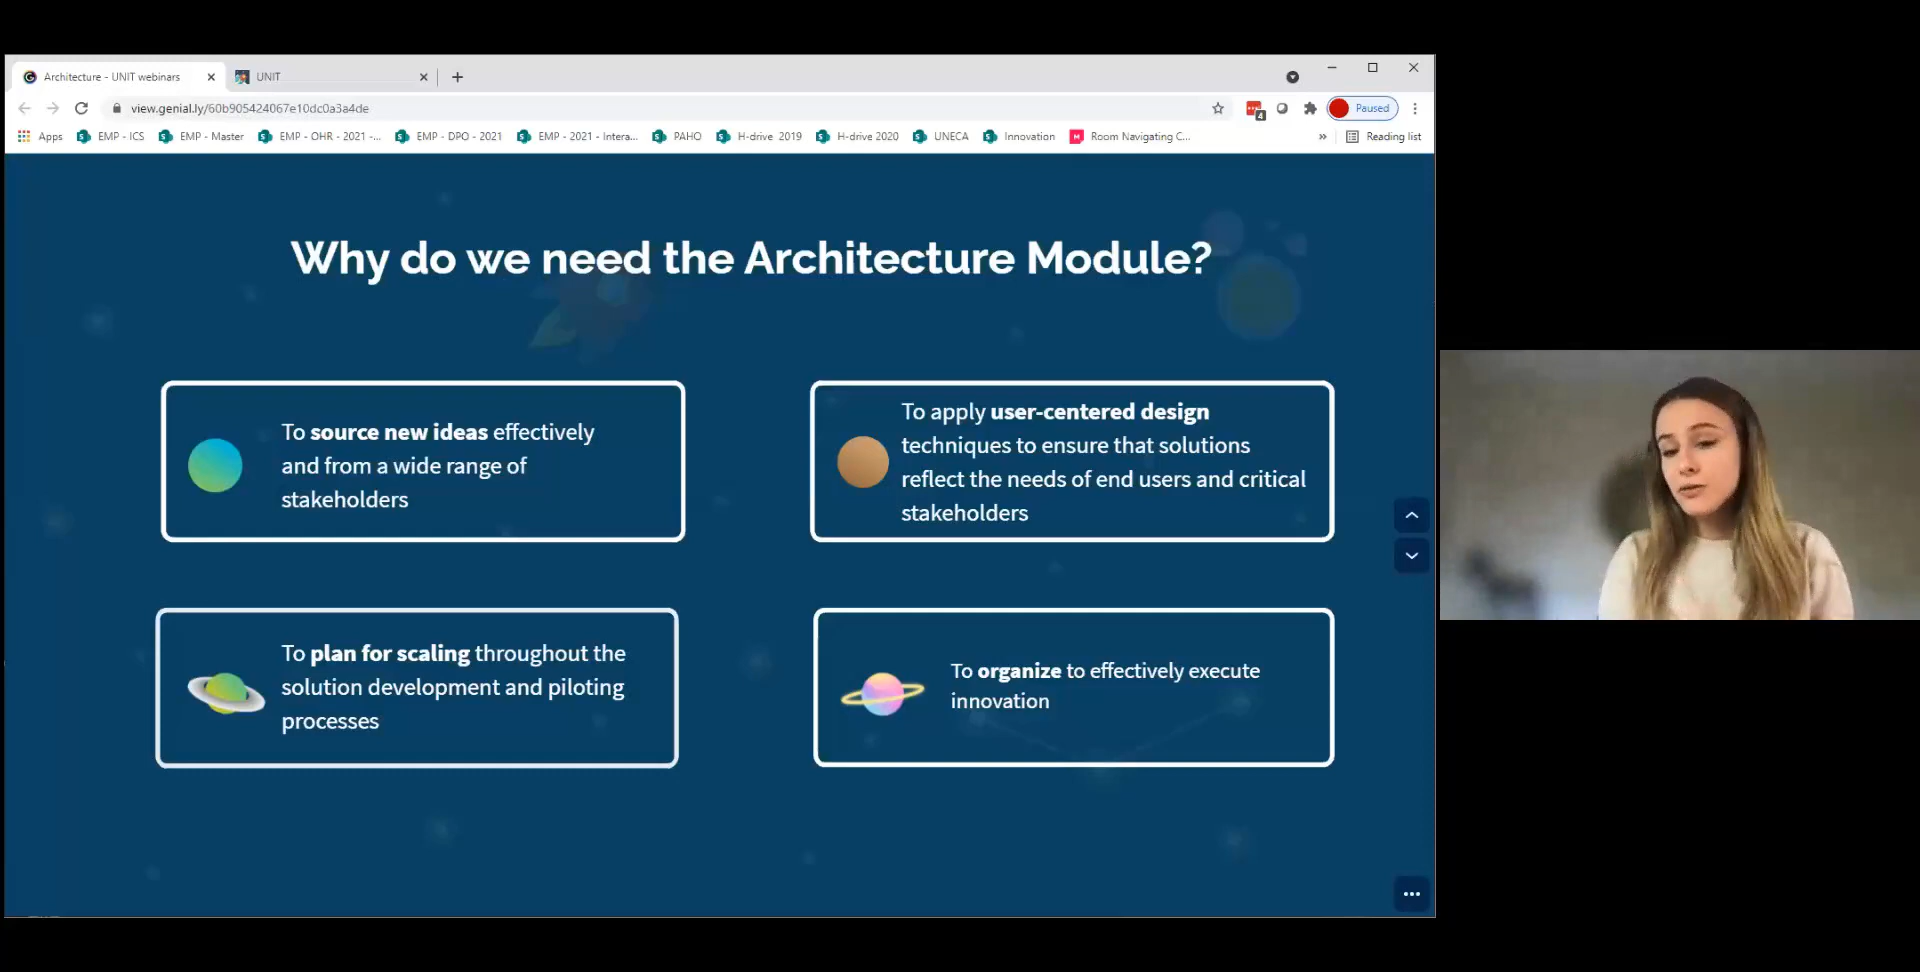 Architecture - UNIT webinars
UNIT
view.genial.ly/60b905424067e10dc0a3a4de
4
Paused
Apps
EMP - ICS
EMP - Master
EMP - OHR - 2021 -...
EMP - DPO - 2021
EMP - 2021 - Intera...
PAHO
H-drive 2019
H-drive 2020
UNECA
Innovation
Room Navigating C...
»
Reading list
Why do we need the Architecture Module?
To source new ideas effectively
and from a wide range of
stakeholders
To apply user-centered design
techniques to ensure that solutions
reflect the needs of end users and critical
stakeholders
To plan for scaling throughout the
solution development and piloting
processes
To organize to effectively execute
innovation